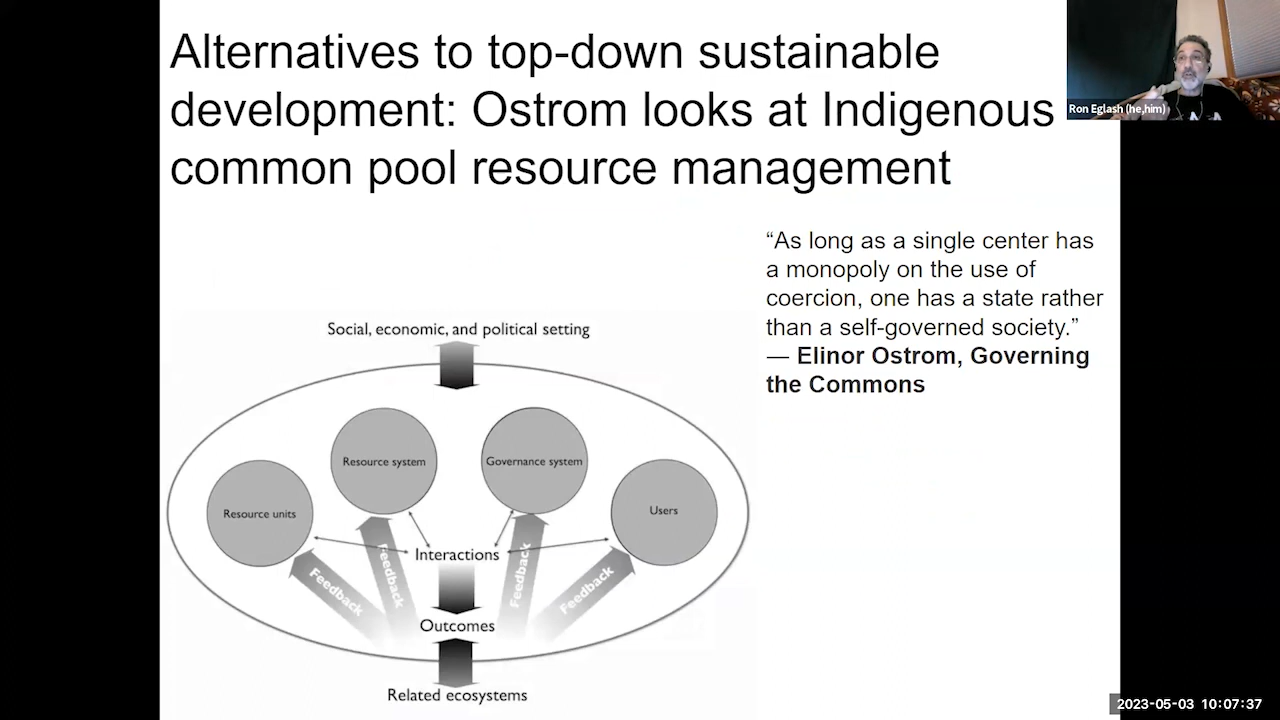 Alternatives to top-down sustainable
development: Ostrom looks at Indigenous
common pool resource management
Ron Eglash (he,him)
“As long as a single center has
a monopoly on the use of
coercion, one has a state rather
than a self-governed society.”
— Elinor Ostrom, Governing
the Commons
Social, economic, and political setting
Resource system
Governance system
Resource units
Users
Interactions
Feedback
Feedback
Feedback
Feedback
Outcomes
Related ecosystems
2023-05-03 10:07:37